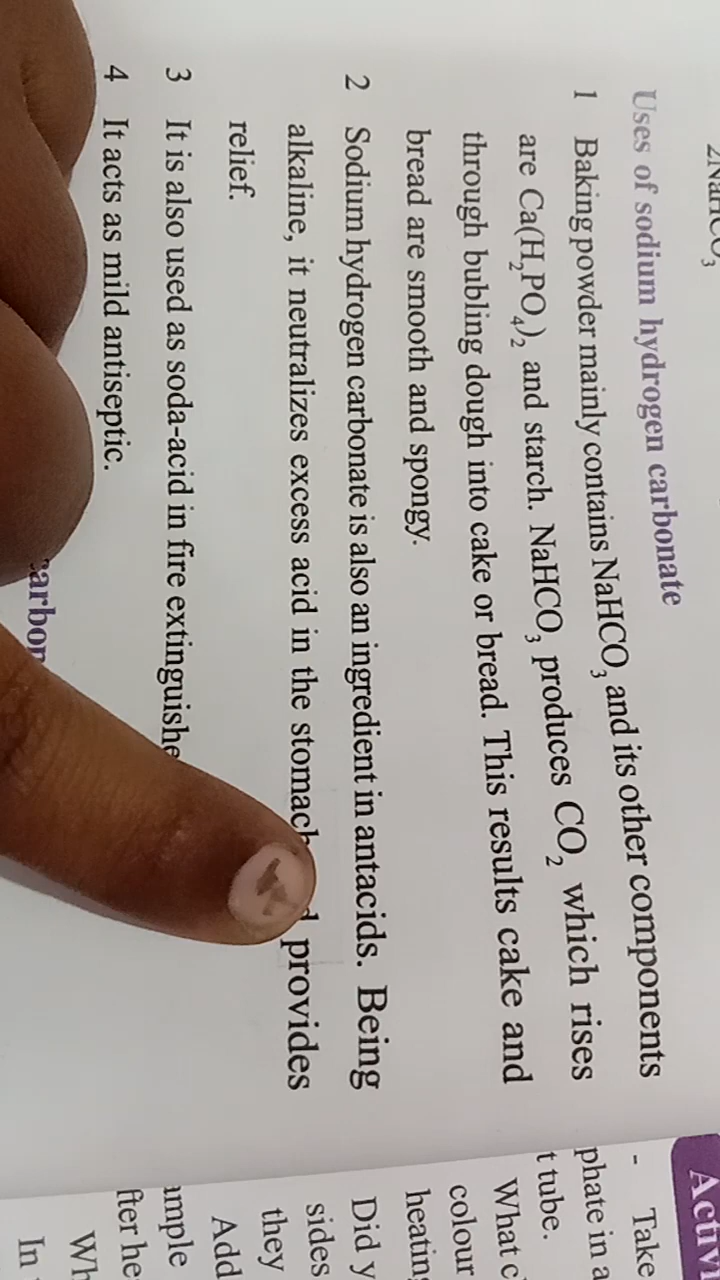 Uses of sodium hydrogen carbonate
1 Baking powder mainly contains NaHCO₃ and its other components
are Ca(H₂PO₄)₂ and starch. NaHCO₃ produces CO₂ which rises
through bubling dough into cake or bread. This results cake and
bread are smooth and spongy.
2 Sodium hydrogen carbonate is also an ingredient in antacids. Being
alkaline, it neutralizes excess acid in the stomach provides
relief.
3 It is also used as soda-acid in fire extinguishe
4 It acts as mild antiseptic.
- Take
phate in a
t tube.
What c
colour
heating
Did y
sides
they
Add
ample
fter he
Wh
In